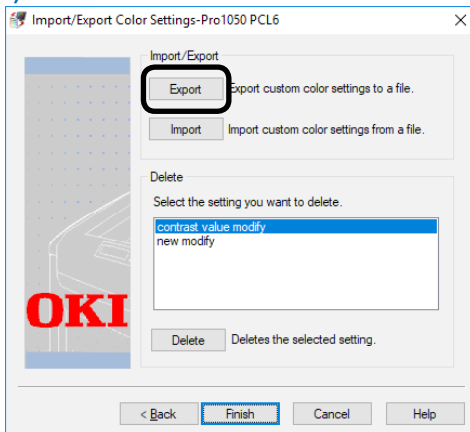 Import/Export Color Settings-Pro1050 PCL6
Import/Export
Export Export custom color settings to a file.
Import Import custom color settings from a file.
Delete
Select the setting you want to delete.
contrast value modify
new modify
OKI
Delete Deletes the selected setting.
< Back Finish Cancel Help